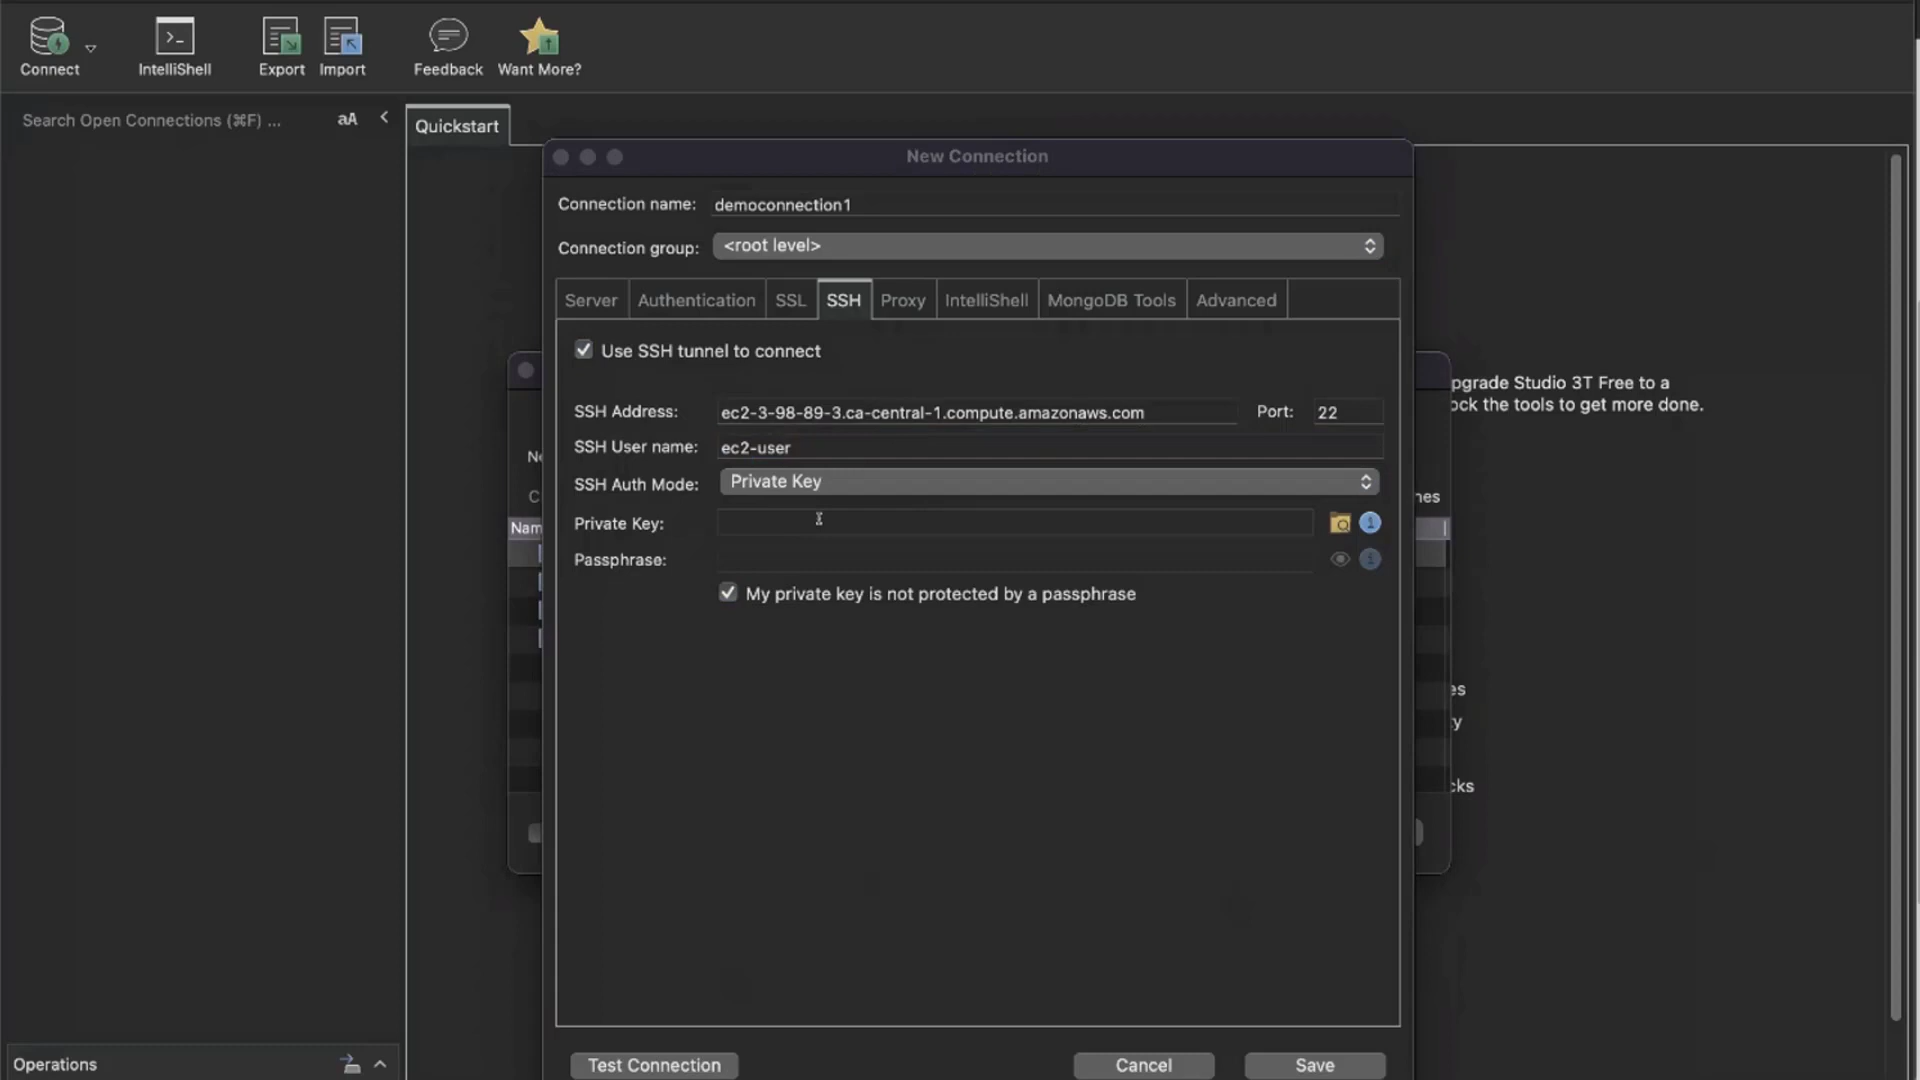 Connect
IntelliShell
Export
Import
Feedback
Want More?
Search Open Connections (⌘F) ...
aA
Quickstart
New Connection
Connection name: democonnection1
Connection group: <root level>
Server
Authentication
SSL
SSH
Proxy
IntelliShell
MongoDB Tools
Advanced
Use SSH tunnel to connect
pgrade Studio 3T Free to a
ock the tools to get more done.
SSH Address: ec2-3-98-89-3.ca-central-1.compute.amazonaws.com Port: 22
SSH User name: ec2-user
SSH Auth Mode: Private Key
Private Key:
Passphrase:
My private key is not protected by a passphrase
Ne
C
nes
Nam
es
ty
cks
Test Connection
Cancel
Save
Operations